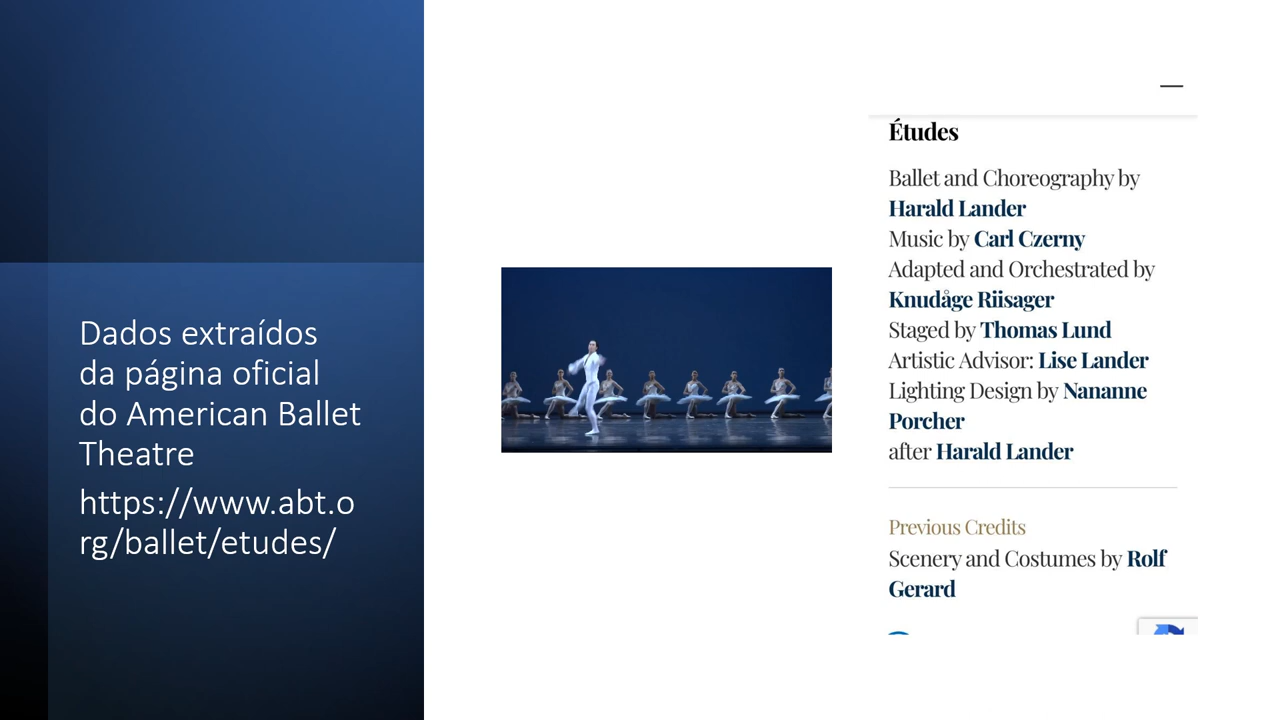 Dados extraídos
da página oficial
do American Ballet
Theatre
https://www.abt.o
rg/ballet/etudes/
Études
Ballet and Choreography by
Harald Lander
Music by Carl Czerny
Adapted and Orchestrated by
Knudåge Riisager
Staged by Thomas Lund
Artistic Advisor: Lise Lander
Lighting Design by Nananne
Porcher
after Harald Lander
Previous Credits
Scenery and Costumes by Rolf
Gerard